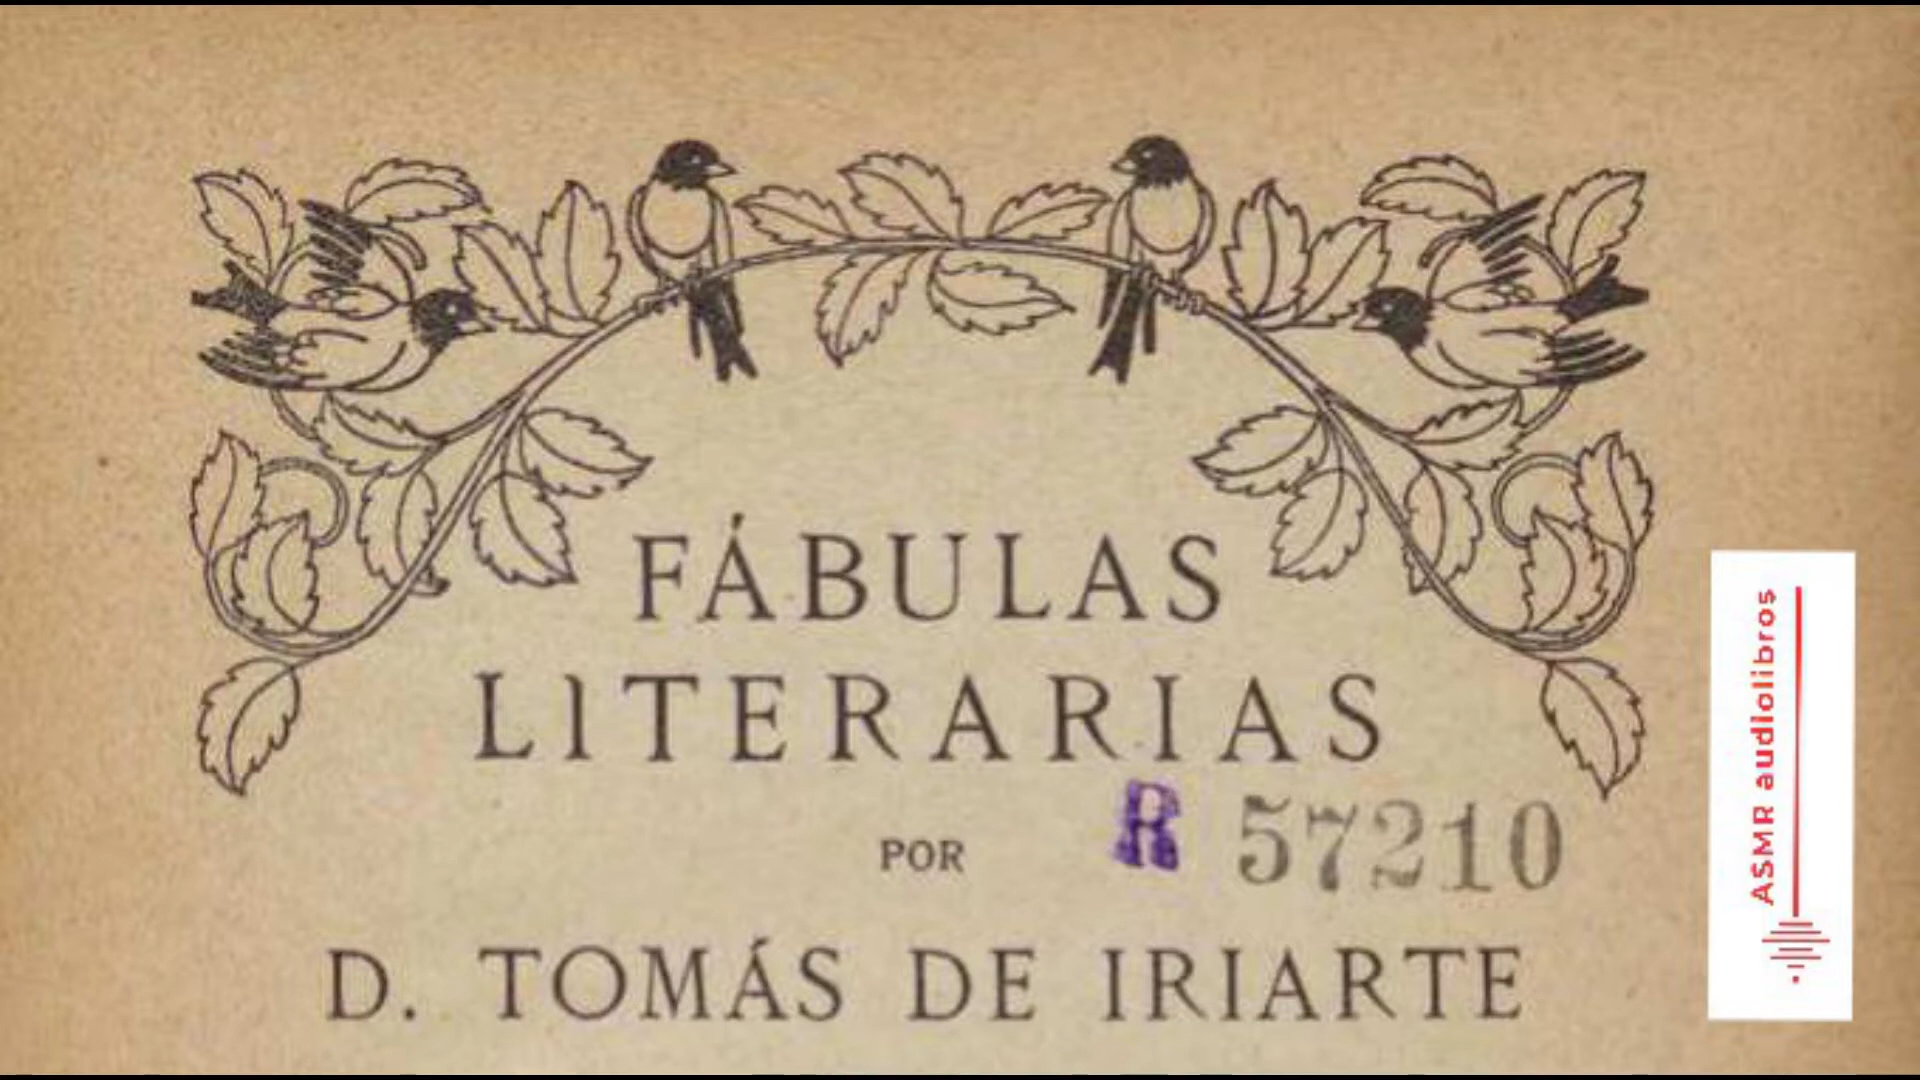 FÁBULAS
LITERARIAS
POR
R 57210
D. TOMÁS DE IRIARTE
ASMR audiolibros